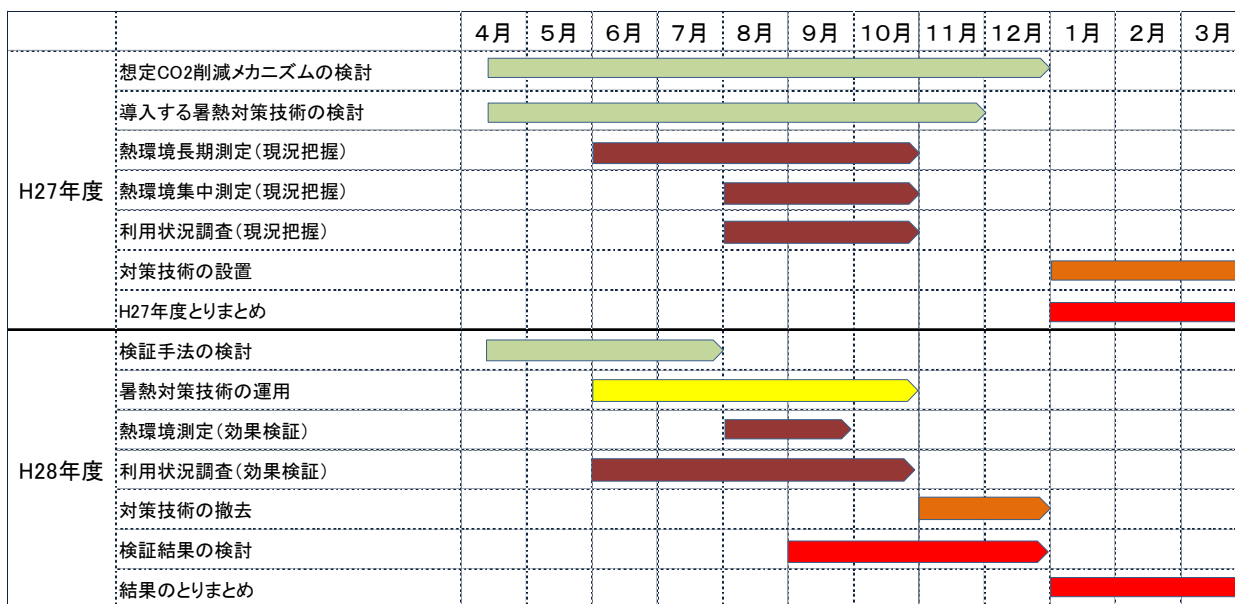 4月 5月 6月 7月 8月 9月 10月 11月 12月 1月 2月 3月
H27年度
想定CO2削減メカニズムの検討
導入する暑熱対策技術の検討
熱環境長期測定(現況把握)
熱環境集中測定(現況把握)
利用状況調査(現況把握)
対策技術の設置
H27年度とりまとめ
H28年度
検証手法の検討
暑熱対策技術の運用
熱環境測定(効果検証)
利用状況調査(効果検証)
対策技術の撤去
検証結果の検討
結果のとりまとめ